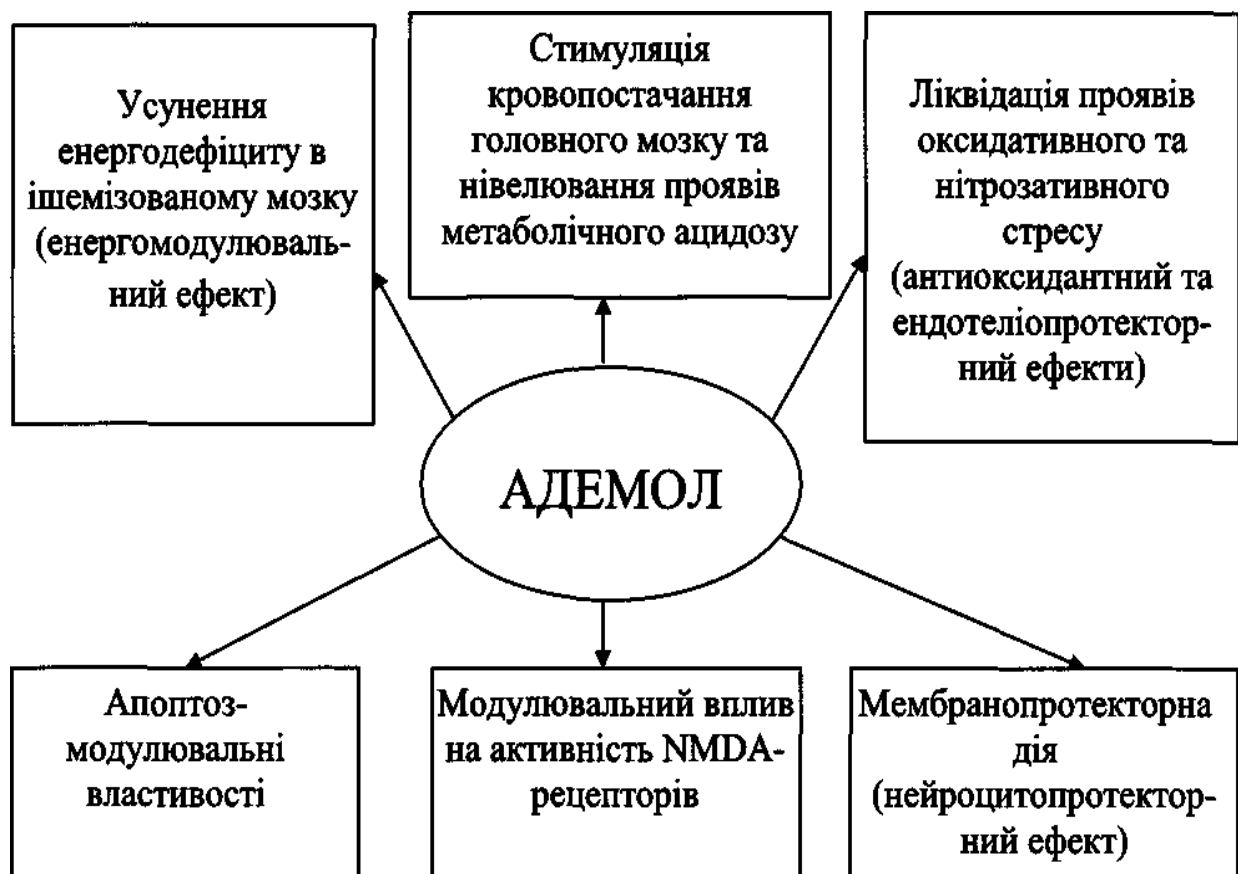 Усунення
енергодефіциту в
ішемізованому мозку
(енергомодулюваль-
ний ефект)
Стимуляція
кровопостачання
головного мозку та
нівелювання проявів
метаболічного ацидозу
Ліквідація проявів
оксидативного та
нітрозативного
стресу
(антиоксидантний та
ендотеліопротектор-
ний ефекти)
АДЕМОЛ
Апоптоз-
модулювальні
властивості
Модулювальний вплив
на активність NMDA-
рецепторів
Мембранопротекторна
дія
(нейроцитопротектор-
ний ефект)